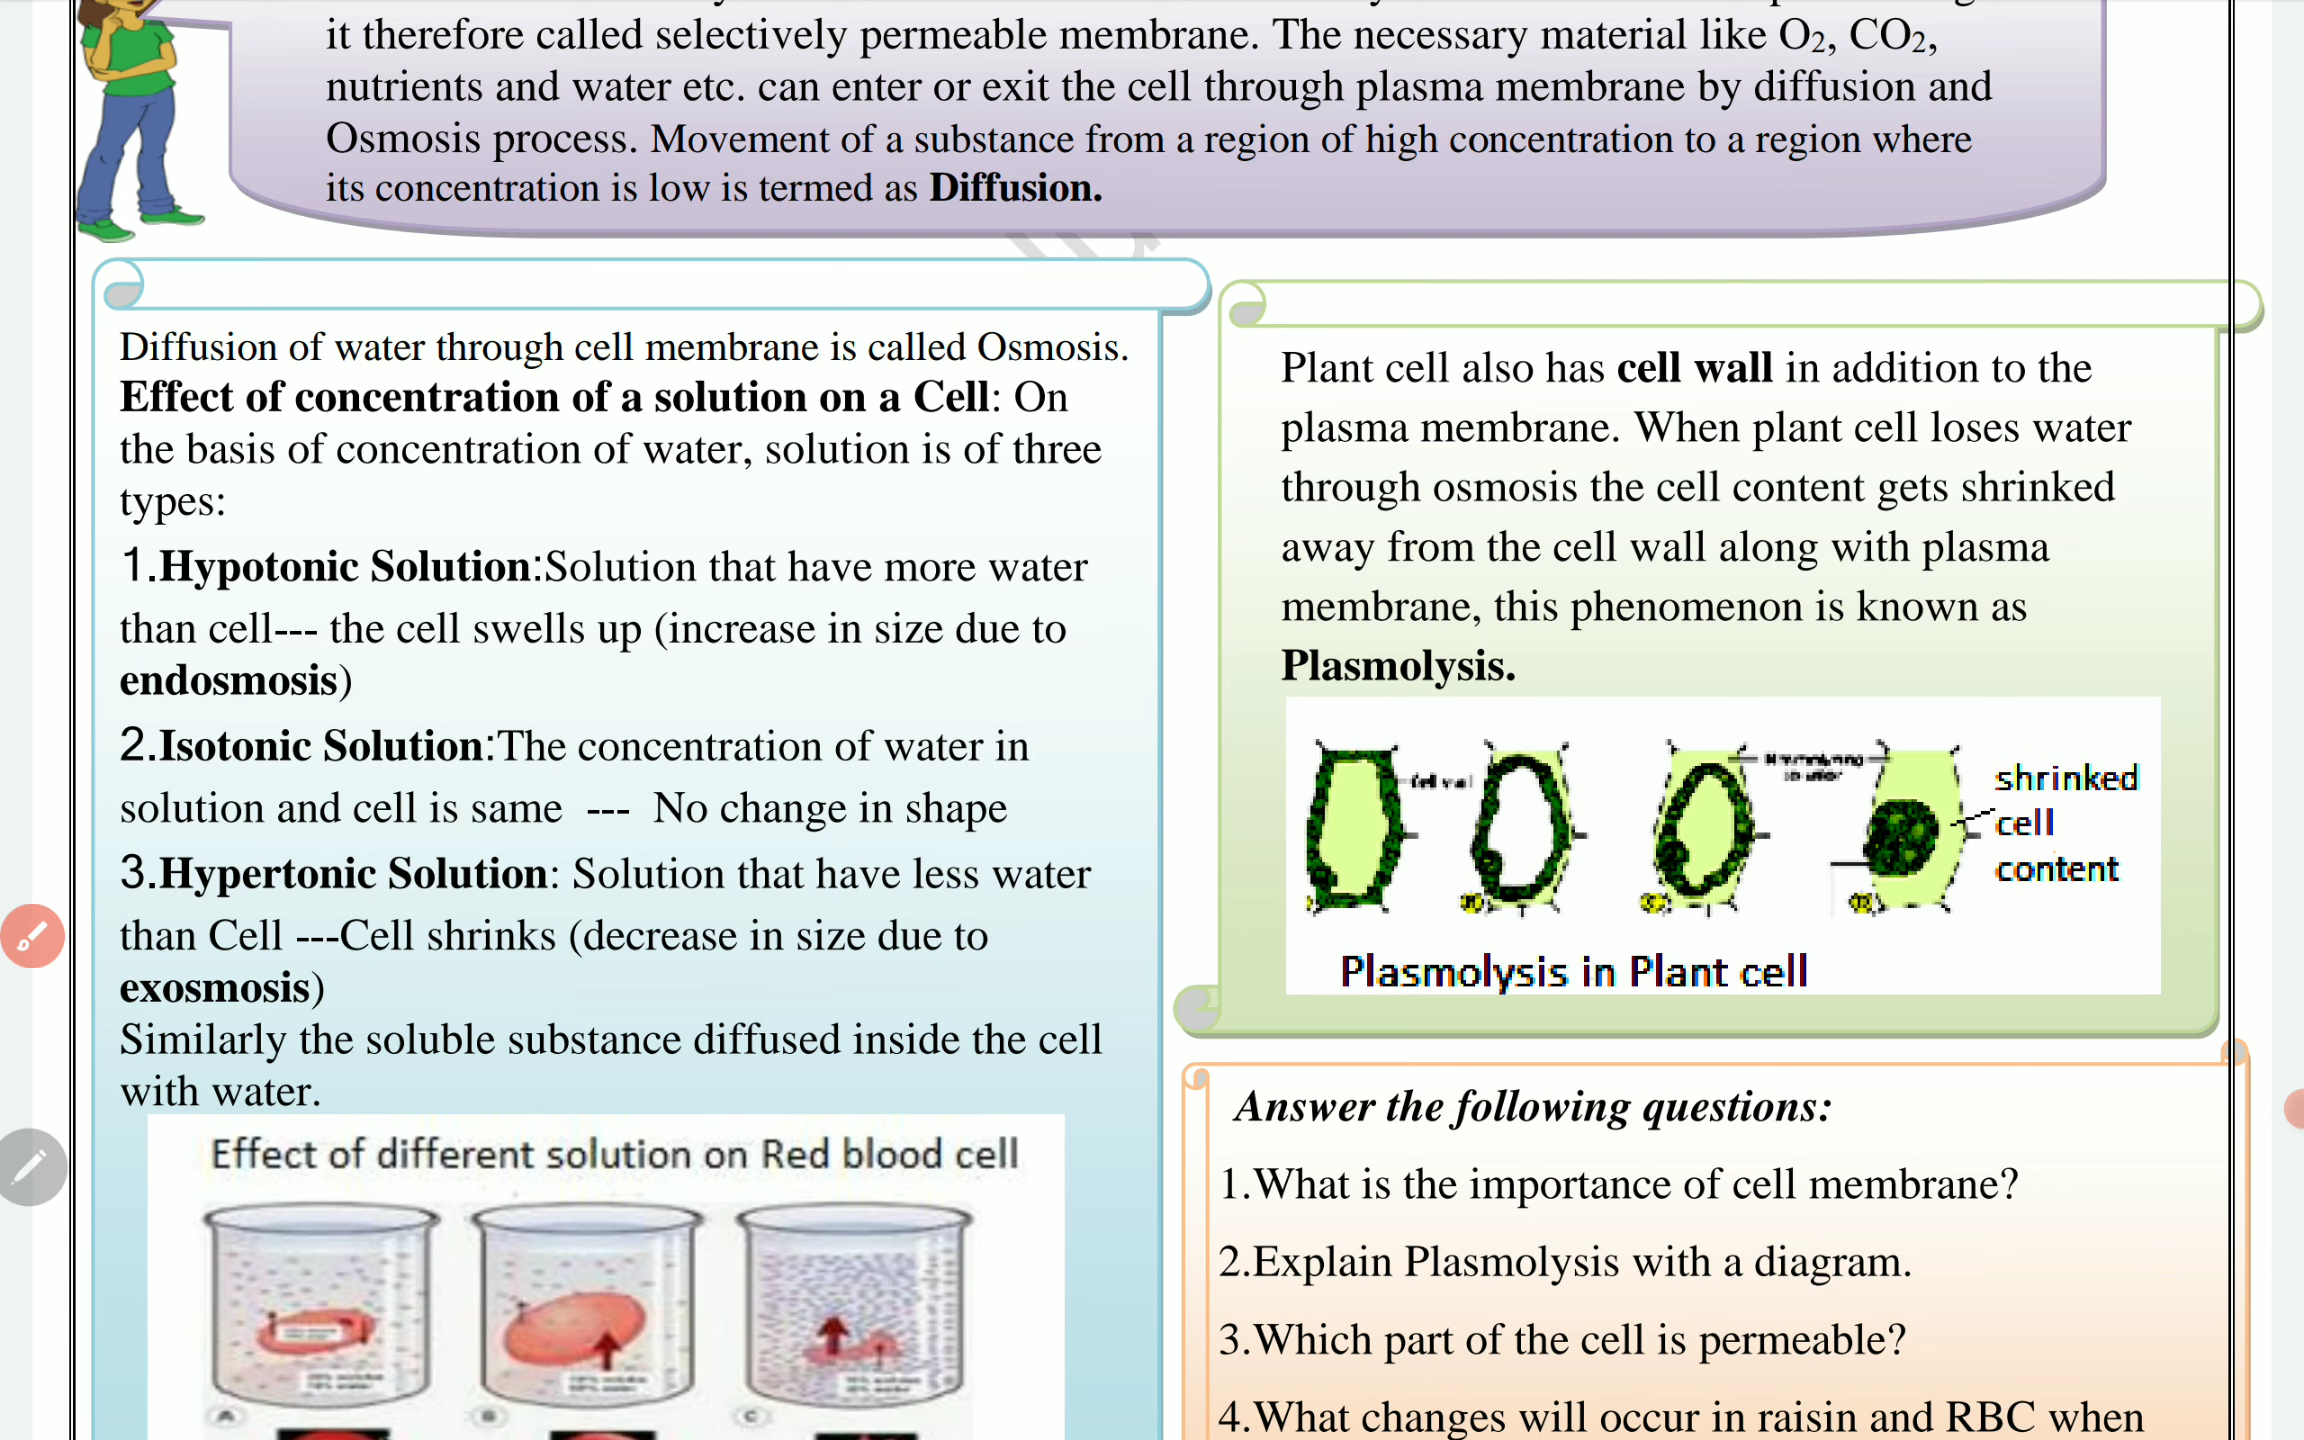 it therefore called selectively permeable membrane. The necessary material like O2, CO2,
nutrients and water etc. can enter or exit the cell through plasma membrane by diffusion and
Osmosis process. Movement of a substance from a region of high concentration to a region where
its concentration is low is termed as Diffusion.
Diffusion of water through cell membrane is called Osmosis.
Effect of concentration of a solution on a Cell: On
the basis of concentration of water, solution is of three
types:
1.Hypotonic Solution:Solution that have more water
than cell--- the cell swells up (increase in size due to
endosmosis)
2.Isotonic Solution:The concentration of water in
solution and cell is same --- No change in shape
3.Hypertonic Solution: Solution that have less water
than Cell ---Cell shrinks (decrease in size due to
exosmosis)
Similarly the soluble substance diffused inside the cell
with water.
Effect of different solution on Red blood cell
A
B
C
Plant cell also has cell wall in addition to the
plasma membrane. When plant cell loses water
through osmosis the cell content gets shrinked
away from the cell wall along with plasma
membrane, this phenomenon is known as
Plasmolysis.
Cell wall
shrinked
cell
content
Plasmolysis in Plant cell
Answer the following questions:
1.What is the importance of cell membrane?
2.Explain Plasmolysis with a diagram.
3.Which part of the cell is permeable?
4.What changes will occur in raisin and RBC when